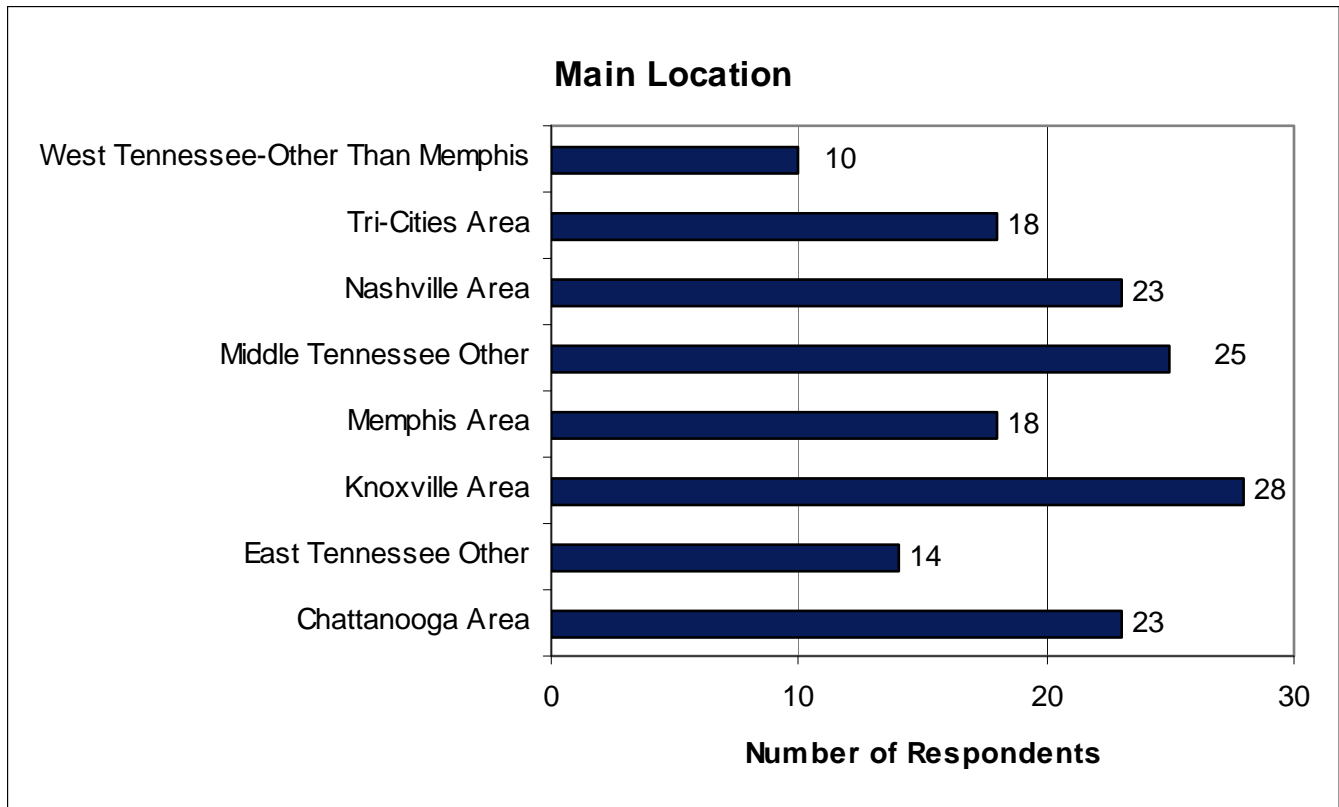 Main Location
West Tennessee-Other Than Memphis 10
Tri-Cities Area 18
Nashville Area 23
Middle Tennessee Other 25
Memphis Area 18
Knoxville Area 28
East Tennessee Other 14
Chattanooga Area 23
0 10 20 30
Number of Respondents